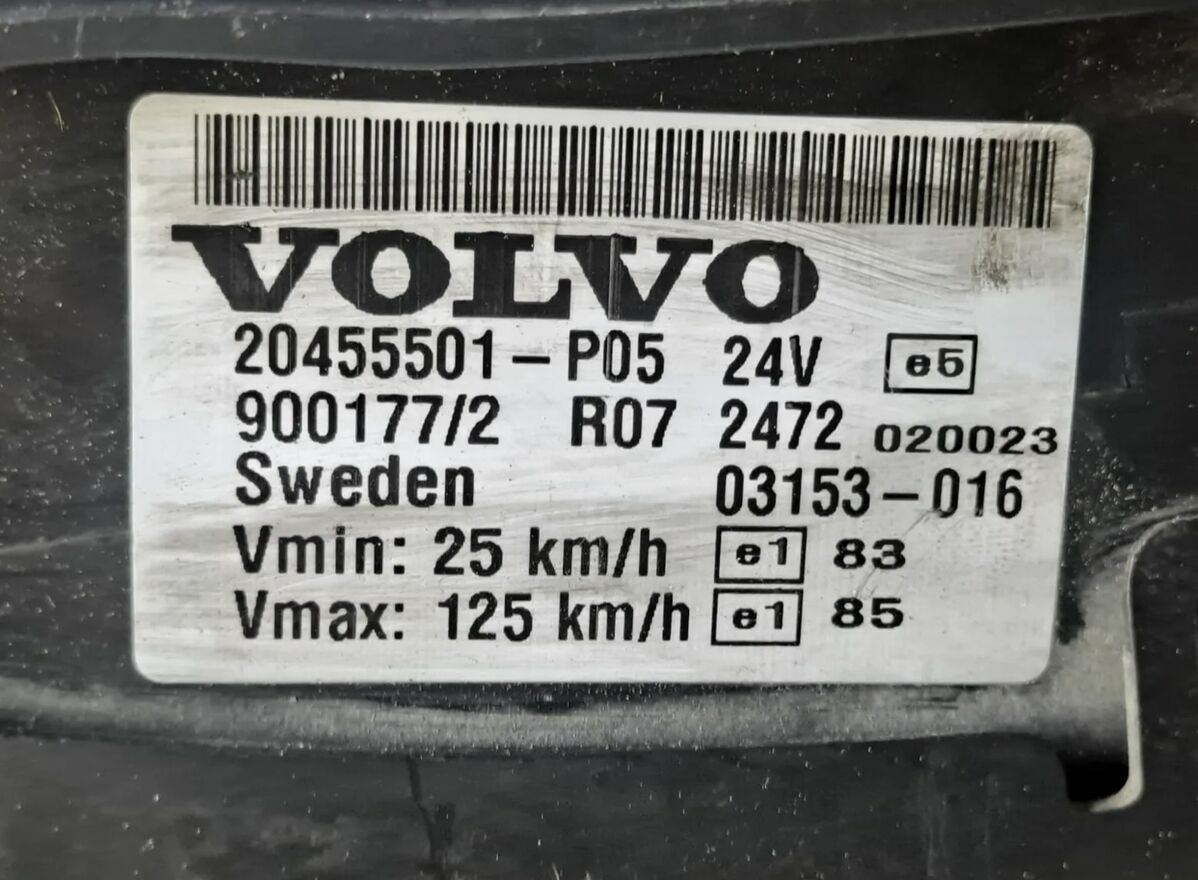 VOLVO
20455501-P05 24V e5
900177/2 R07 2472 020023
Sweden 03153-016
Vmin: 25 km/h e1 83
Vmax: 125 km/h e1 85